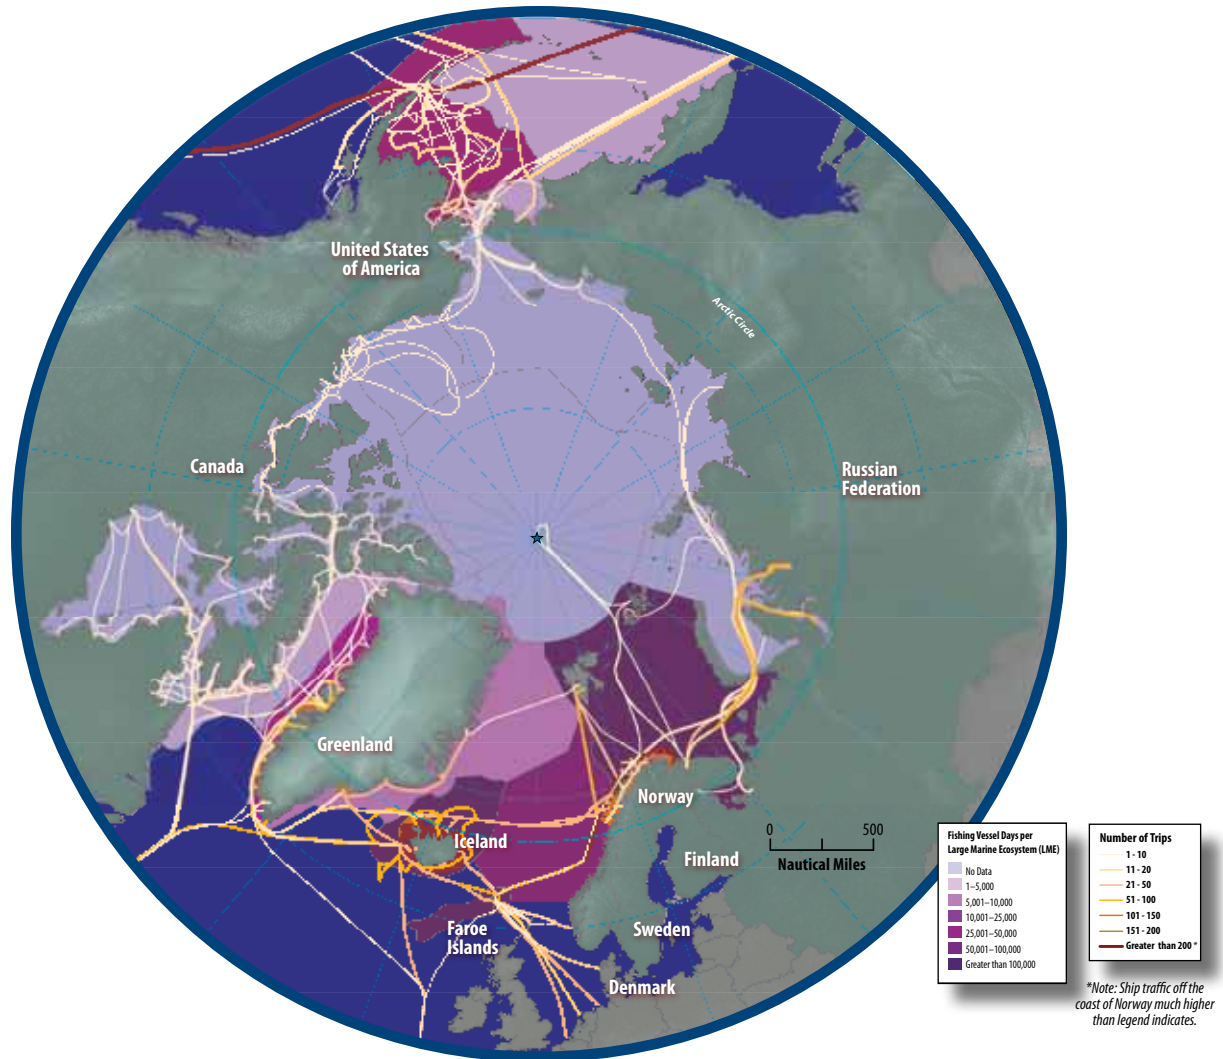 United States
of America
Arctic Circle
Canada
Russian
Federation
Greenland
Norway
Iceland
Finland
0 500
Nautical Miles
Faroe
Islands
Sweden
Denmark
Fishing Vessel Days per
Large Marine Ecosystem (LME)
No Data
1–5,000
5,001–10,000
10,001–25,000
25,001–50,000
50,001–100,000
Greater than 100,000
Number of Trips
1 - 10
11 - 20
21 - 50
51 - 100
101 - 150
151 - 200
Greater than 200 *
*Note: Ship traffic off the
coast of Norway much higher
than legend indicates.